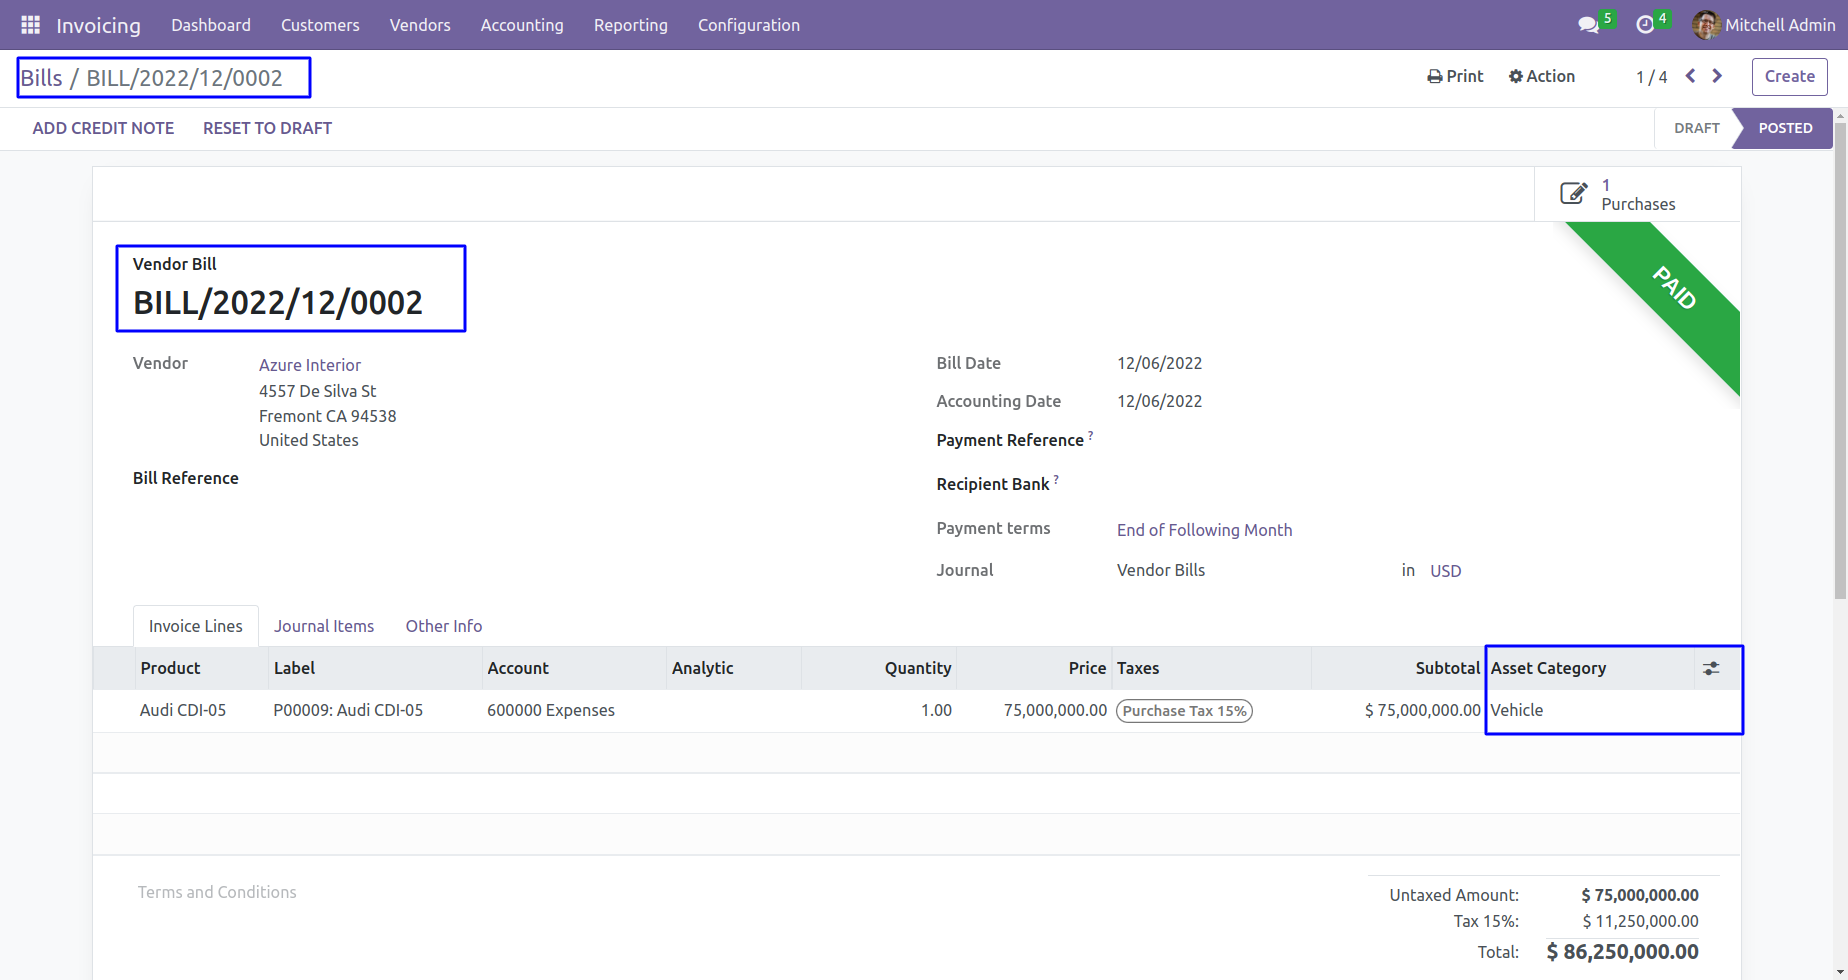 Invoicing Dashboard Customers Vendors Accounting Reporting Configuration 5 4 Mitchell Admin
Bills / BILL/2022/12/0002 Print Action 1 / 4 Create
ADD CREDIT NOTE RESET TO DRAFT DRAFT POSTED
1
Purchases
PAID
Vendor Bill
BILL/2022/12/0002
Vendor Azure Interior Bill Date 12/06/2022
4557 De Silva St
Fremont CA 94538 Accounting Date 12/06/2022
United States Payment Reference ?
Bill Reference Recipient Bank ?
Payment terms End of Following Month
Journal Vendor Bills in USD
Invoice Lines Journal Items Other Info
Product Label Account Analytic Quantity Price Taxes Subtotal Asset Category
Audi CDI-05 P00009: Audi CDI-05 600000 Expenses 1.00 75,000,000.00 Purchase Tax 15% $ 75,000,000.00 Vehicle
Terms and Conditions
Untaxed Amount: $ 75,000,000.00
Tax 15%: $ 11,250,000.00
Total: $ 86,250,000.00